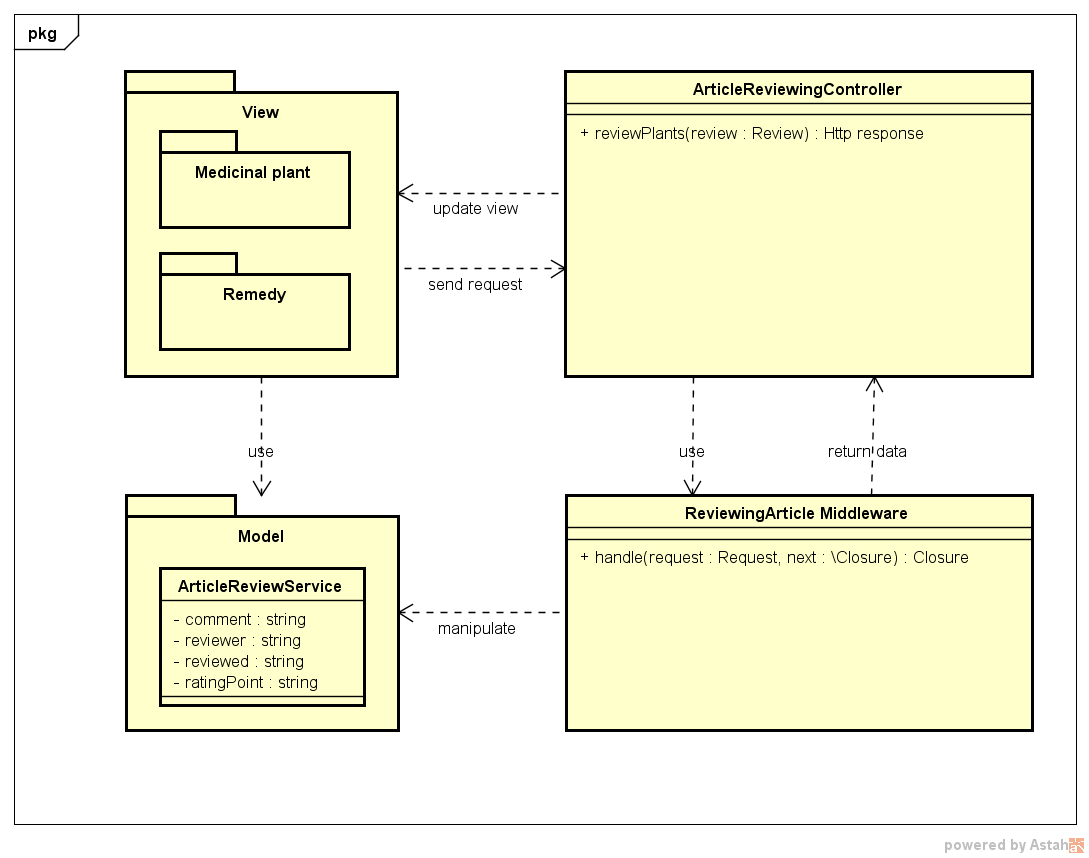 pkg
View
Medicinal plant
Remedy
ArticleReviewingController
+ reviewPlants(review : Review) : Http response
update view
send request
use
use
return data
Model
ArticleReviewService
- comment : string
- reviewer : string
- reviewed : string
- ratingPoint : string
manipulate
ReviewingArticle Middleware
+ handle(request : Request, next : \Closure) : Closure
powered by Astah